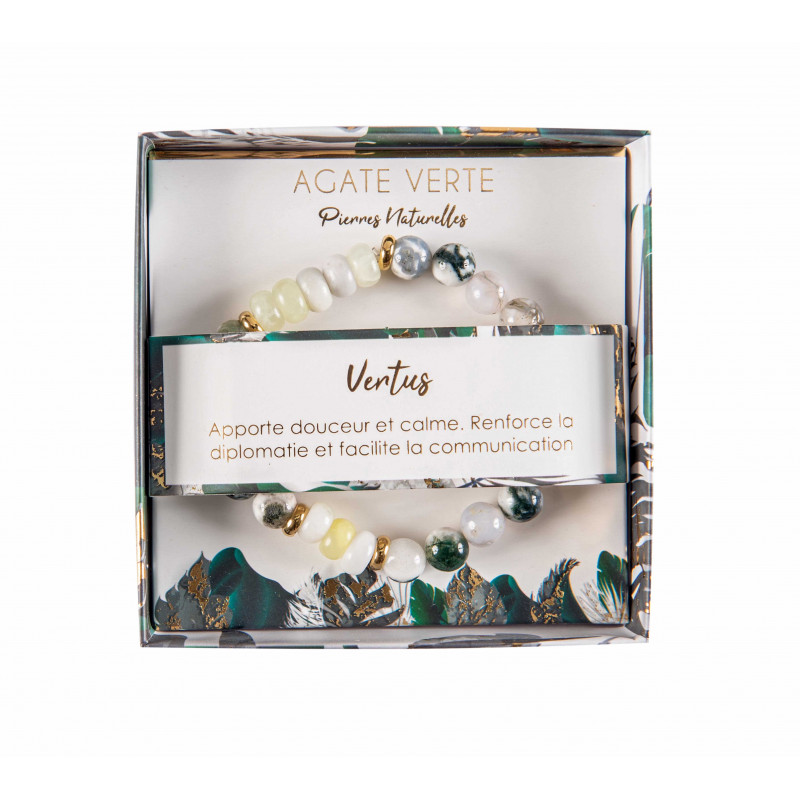 AGATE VERTE
Pierres Naturelles
Vertus
Apporte douceur et calme. Renforce la
diplomatie et facilite la communication